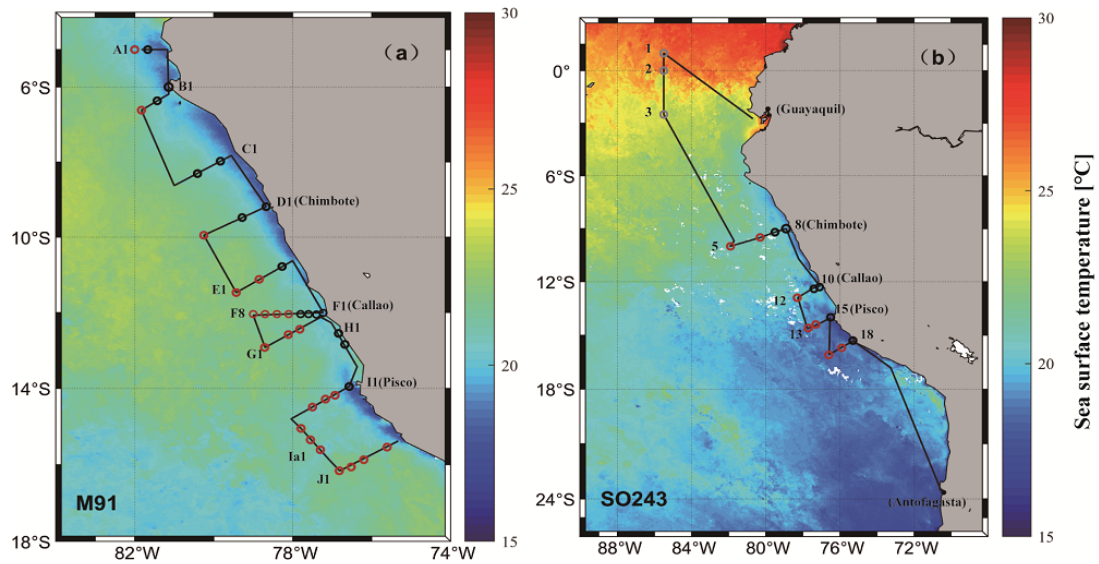 (a)
A1
B1
C1
D1(Chimbote)
E1
F1(Callao)
F8
H1
G1
I1(Pisco)
Ia1
J1
M91
6°S
10°S
14°S
18°S
82°W
78°W
74°W
30
25
20
15
(b)
1
2
3
(Guayaquil)
8(Chimbote)
5
10 (Callao)
12
15(Pisco)
13
18
(Antofagasta)
SO243
0°
6°S
12°S
18°S
24°S
88°W
84°W
80°W
76°W
72°W
30
25
20
15
Sea surface temperature [°C]